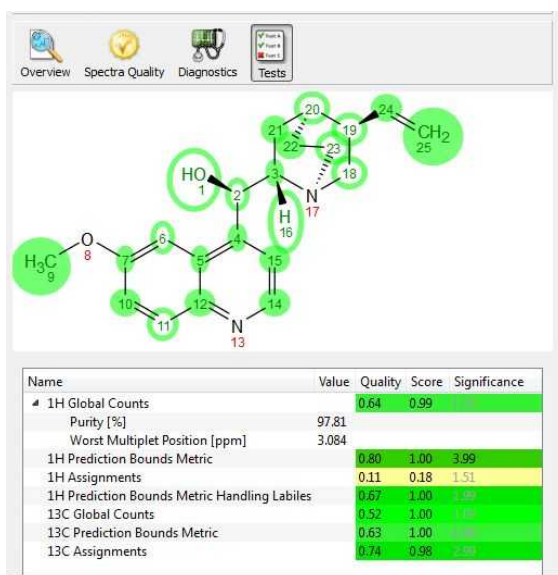 Overview Spectra Quality Diagnostics Tests
20 24
21 19 CH2
22 23 25
HO 3 18
1 2 N
H 17
16
O 6 4 15
H3C 8 7 5
9 10 12 14
11 N
13
Name Value Quality Score Significance
1H Global Counts 0.64 0.99
Purity [%] 97.81
Worst Multiplet Position [ppm] 3.084
1H Prediction Bounds Metric 0.80 1.00 3.99
1H Assignments 0.11 0.18 1.51
1H Prediction Bounds Metric Handling Labiles 0.67 1.00 1.99
13C Global Counts 0.52 1.00
13C Prediction Bounds Metric 0.63 1.00
13C Assignments 0.74 0.98 2.99